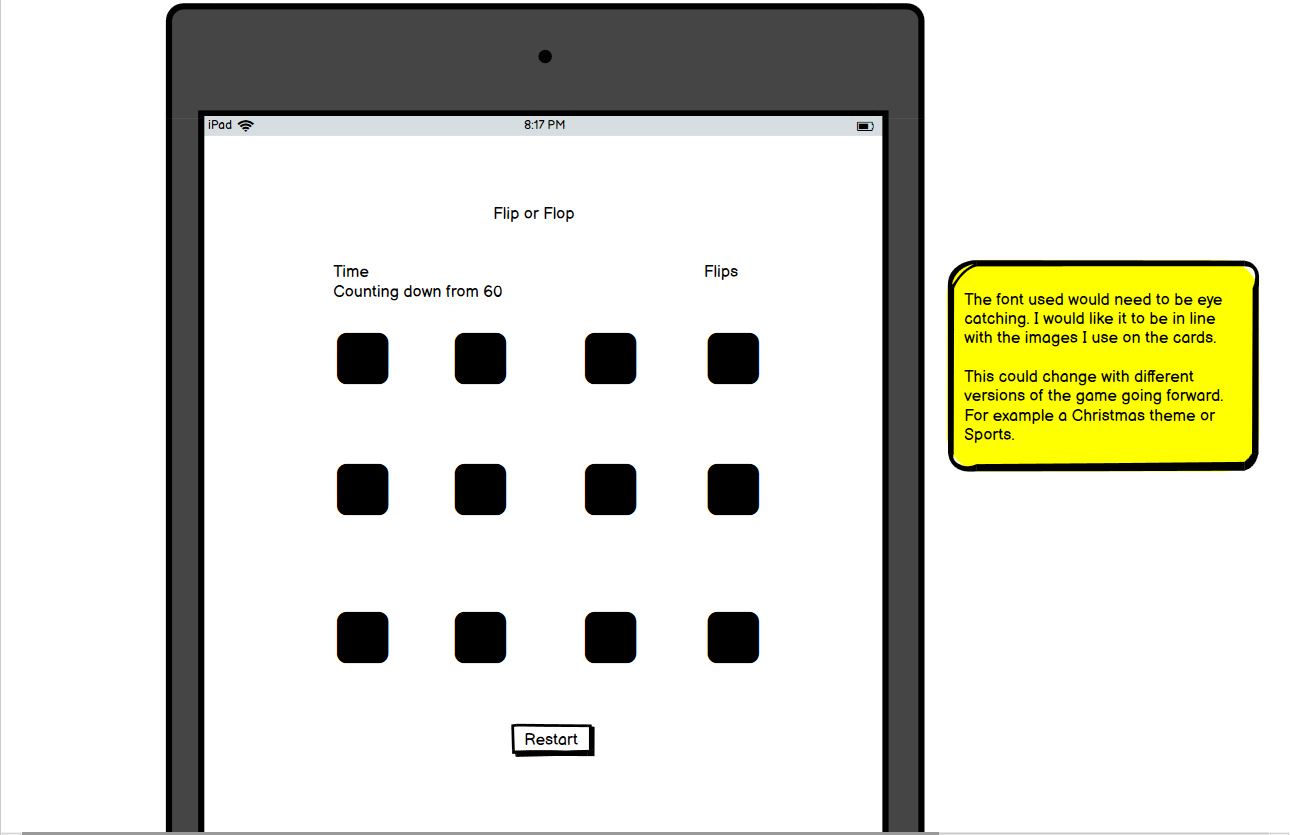 iPad 8:17 PM
Flip or Flop
Time Flips
Counting down from 60
Restart
The font used would need to be eye
catching. I would like it to be in line
with the images I use on the cards.
This could change with different
versions of the game going forward.
For example a Christmas theme or
Sports.